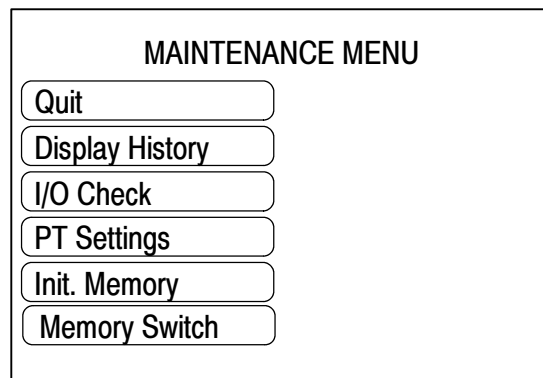 MAINTENANCE MENU
Quit
Display History
I/O Check
PT Settings
Init. Memory
Memory Switch